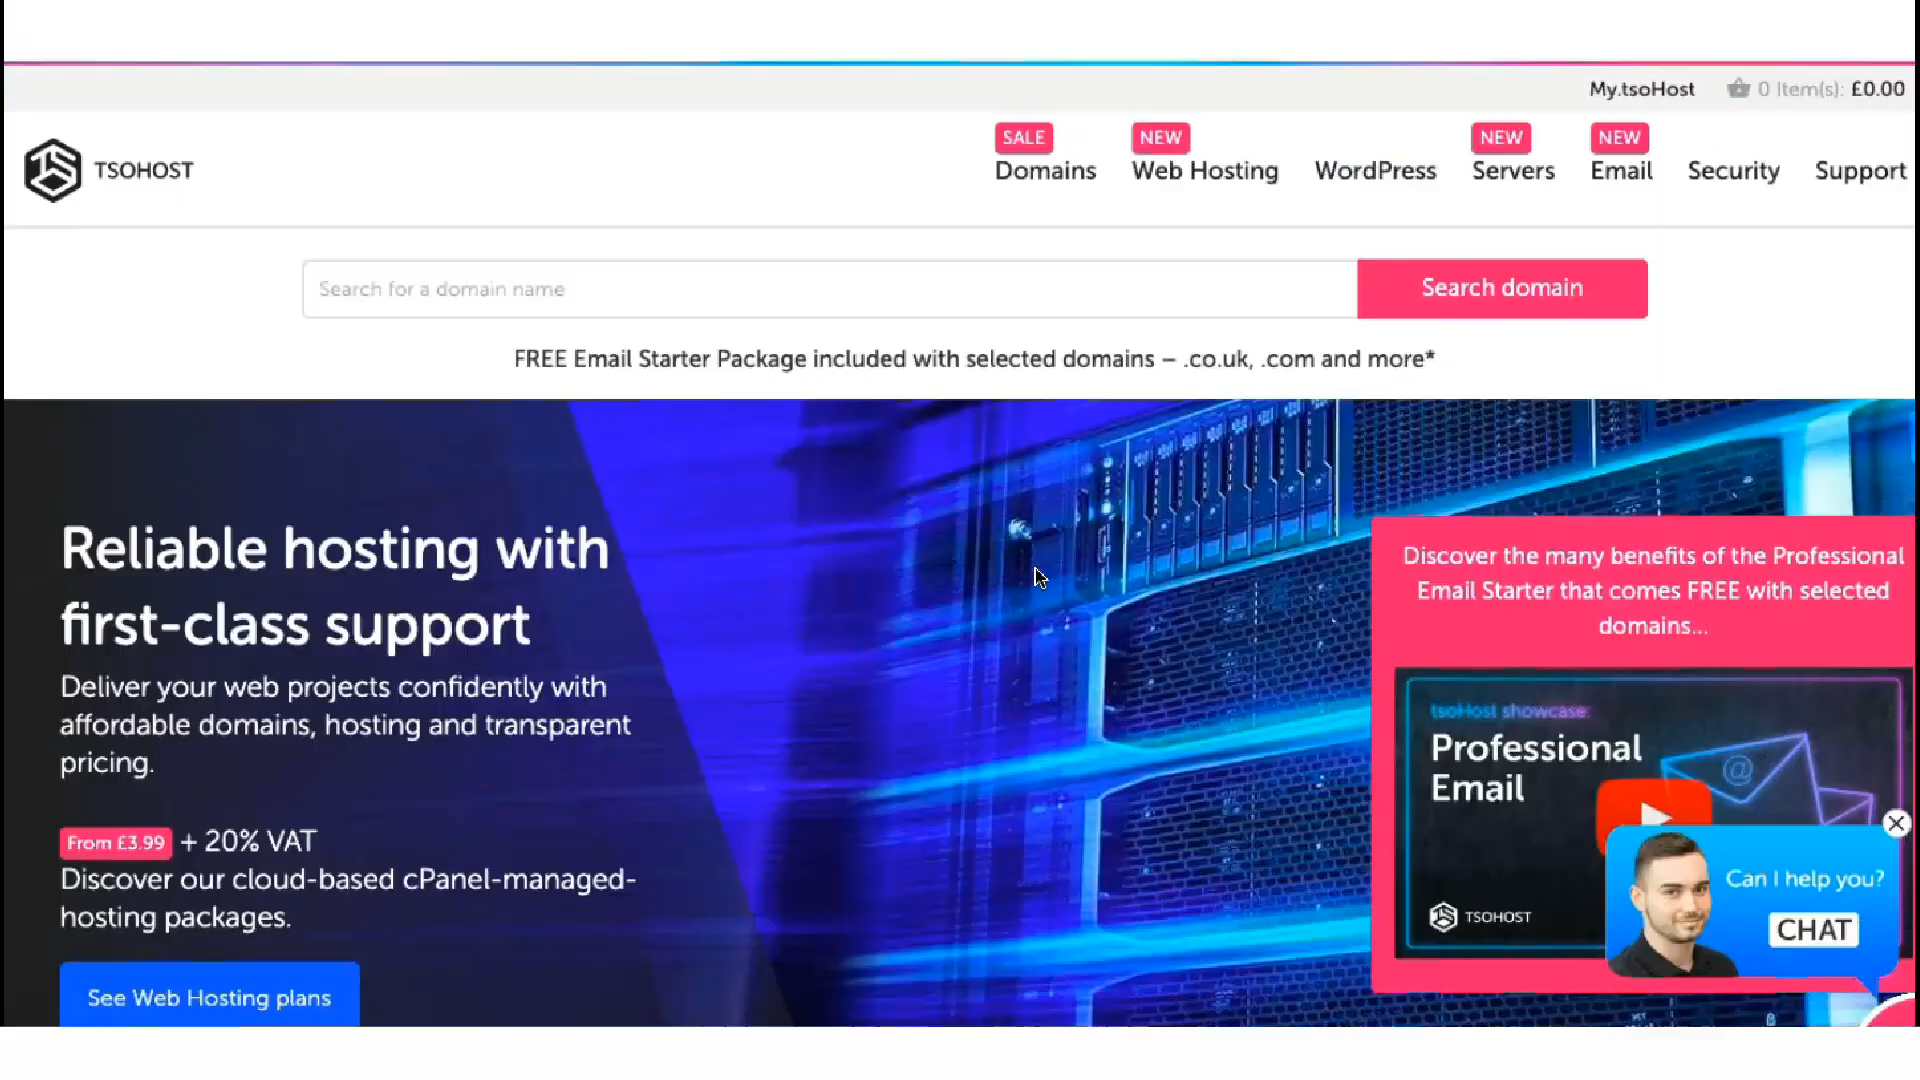 My.tsoHost 0 Item(s): £0.00
TSOHOST
SALE
Domains
NEW
Web Hosting
WordPress
NEW
Servers
NEW
Email
Security
Support
Search for a domain name
Search domain
FREE Email Starter Package included with selected domains – .co.uk, .com and more*
Reliable hosting with
first-class support
Deliver your web projects confidently with
affordable domains, hosting and transparent
pricing.
From £3.99 + 20% VAT
Discover our cloud-based cPanel-managed-
hosting packages.
See Web Hosting plans
Discover the many benefits of the Professional
Email Starter that comes FREE with selected
domains...
tsoHost showcase:
Professional
Email
@
TSOHOST
Can I help you?
CHAT